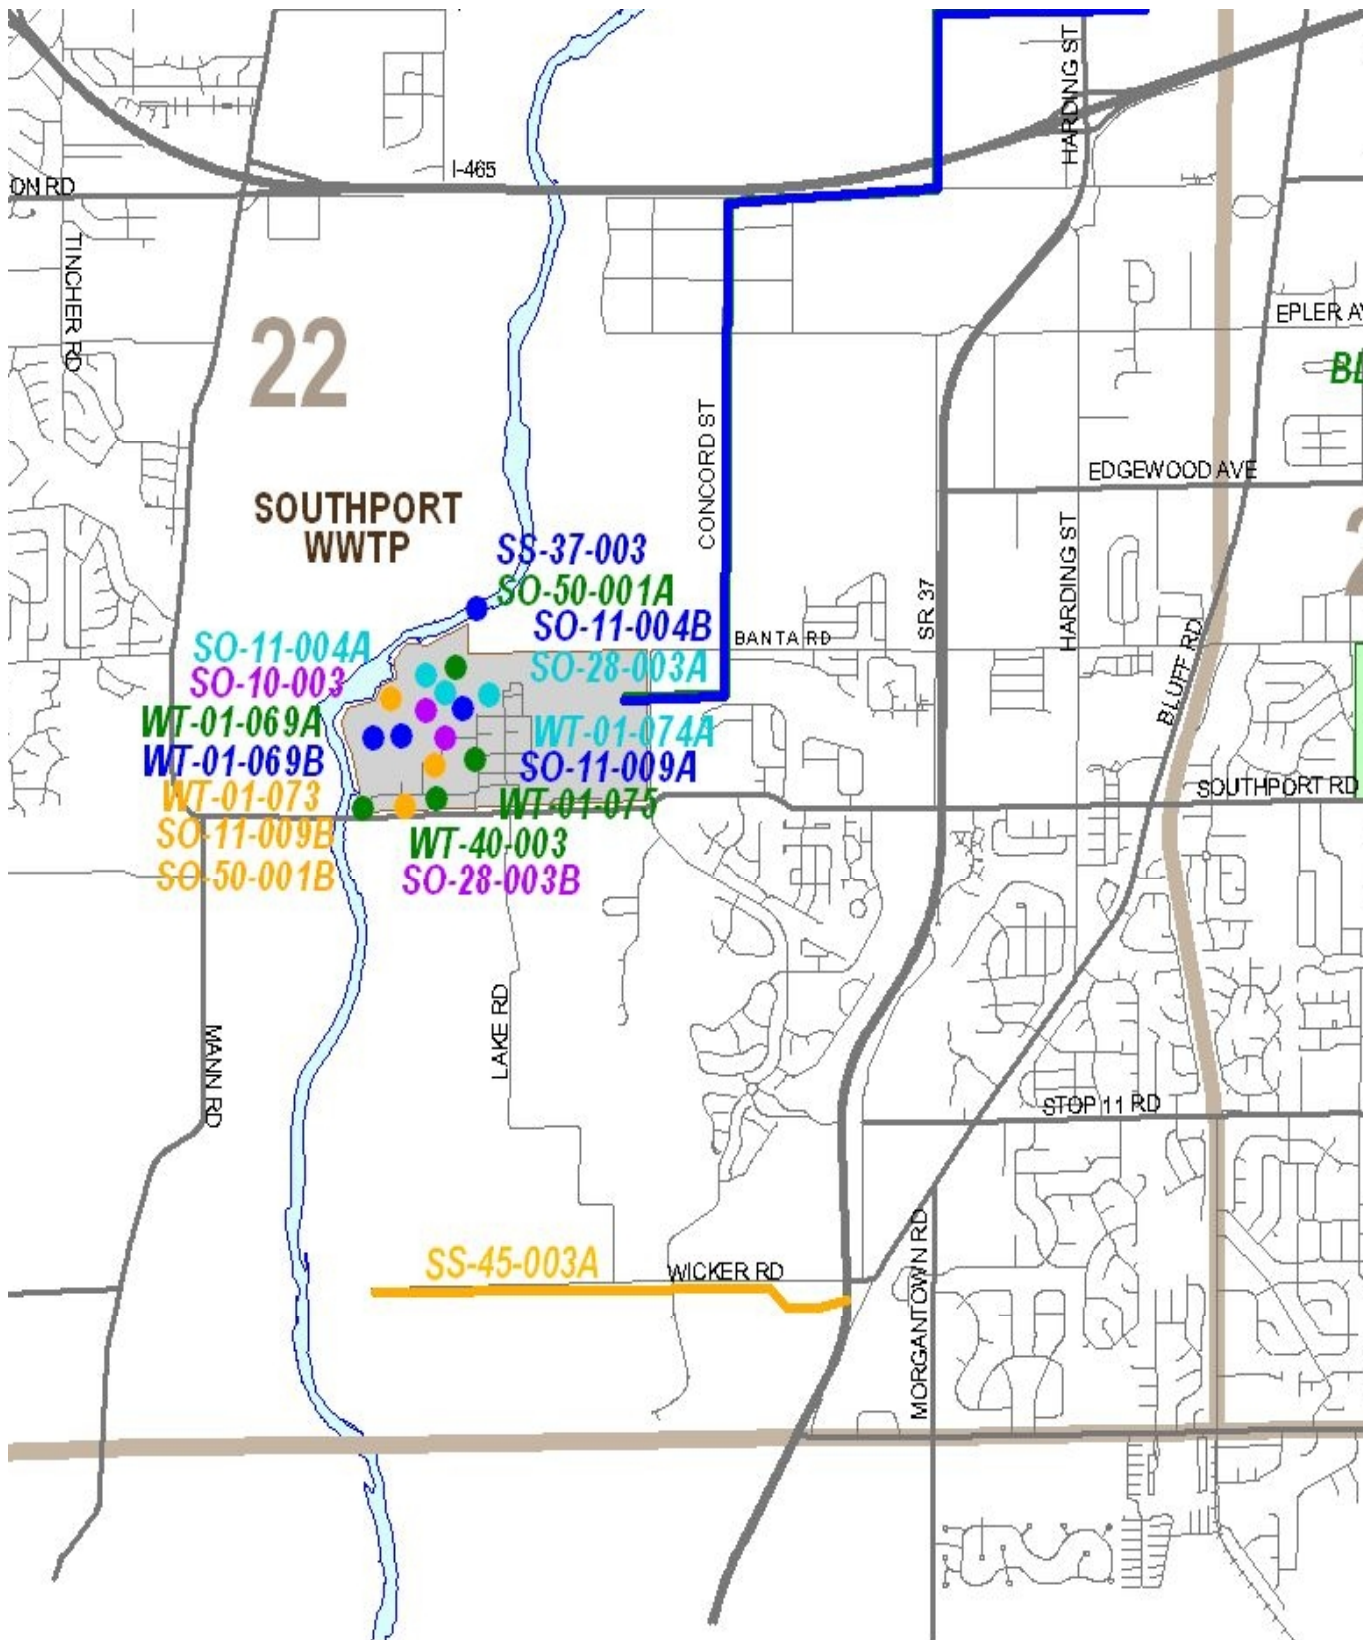 HARDING ST
I-465
ON RD
TINCHER RD
EPLER AV
22
BL
CONCORD ST
EDGEWOOD AVE
SOUTHPORT
WWTP
SS-37-003
SO-50-001A
SO-11-004B
SR 37
HARDING ST
BANTA RD
SO-11-004A
SO-28-003A
SO-10-003
BLUFF RD
WT-01-069A
WT-01-074A
WT-01-069B
SO-11-009A
SOUTHPORT RD
WT-01-073
WT-01-075
SO-11-009B
WT-40-003
SO-50-001B
SO-28-003B
LAKE RD
MANN RD
STOP 11 RD
SS-45-003A
WICKER RD
MORGANTOWN RD